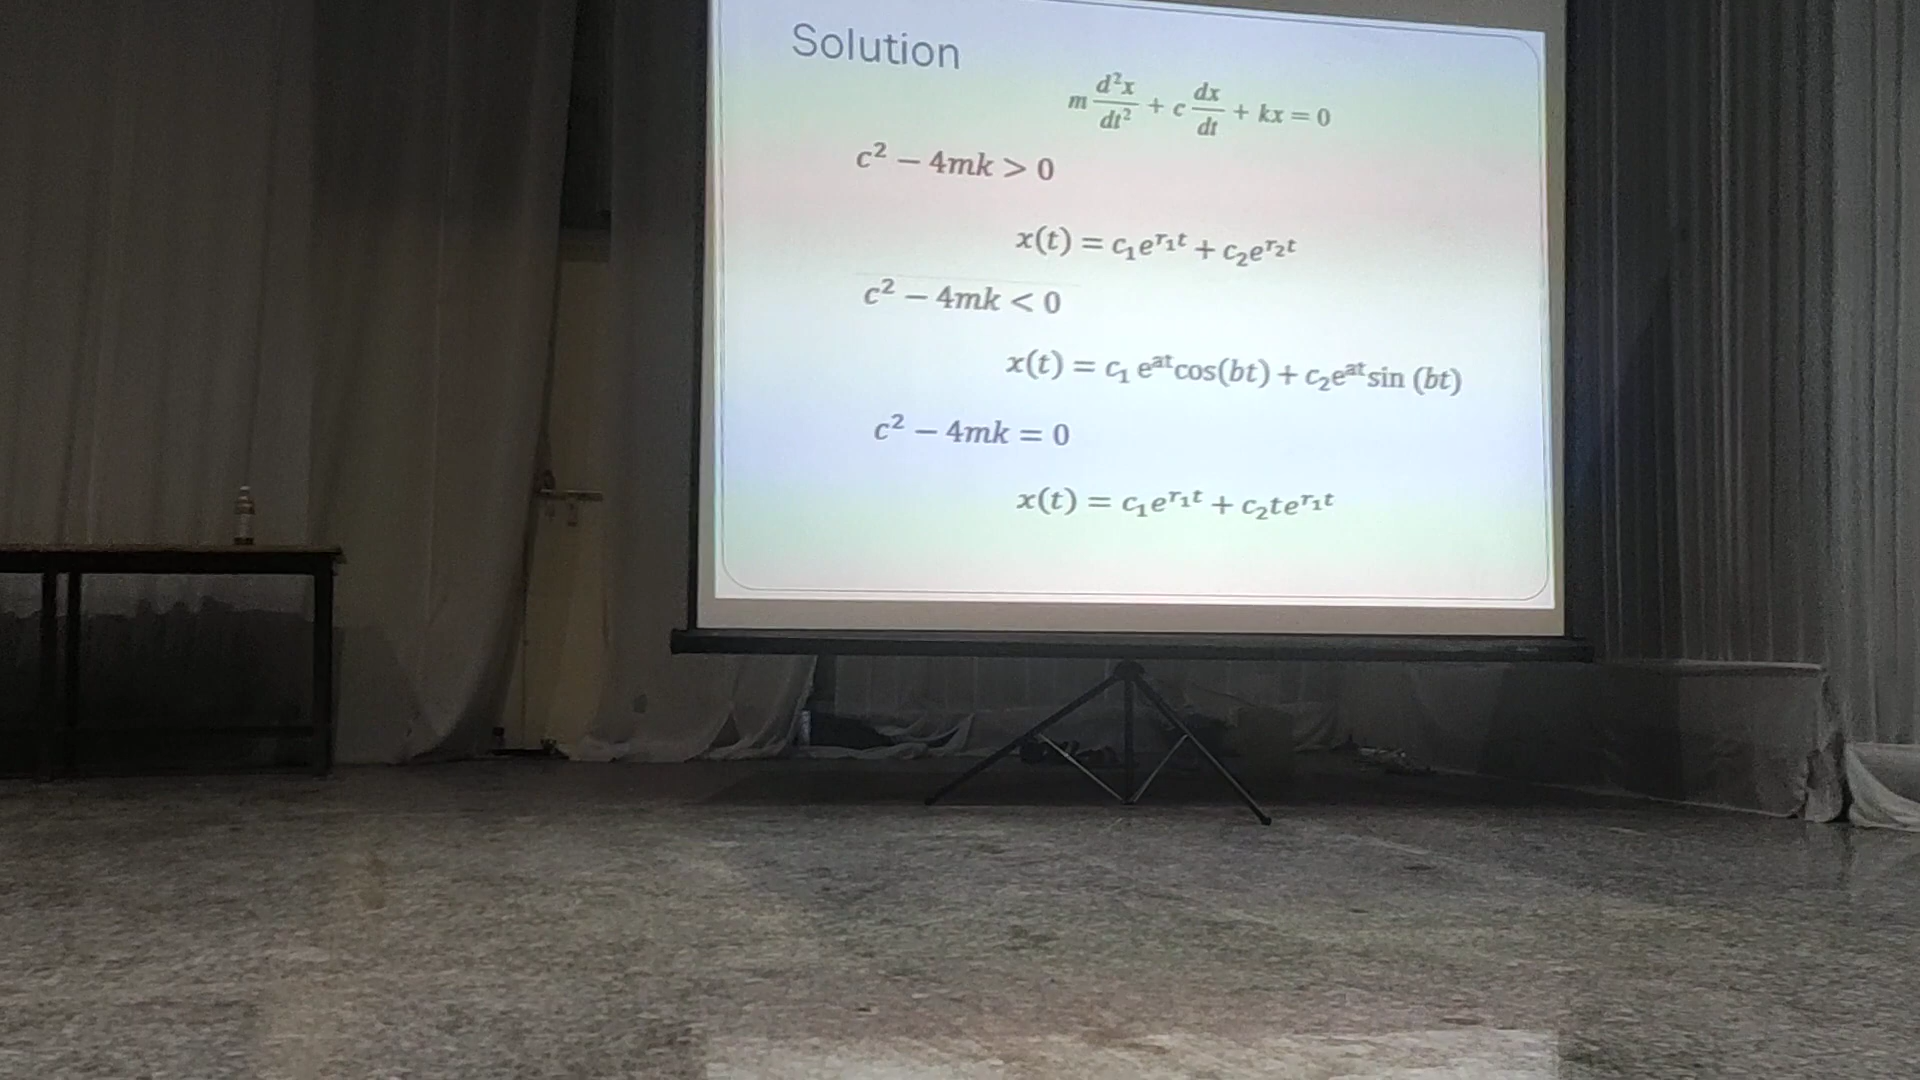 Solution
m d²x/dt² + c dx/dt + kx = 0
c² − 4mk > 0
x(t) = c₁e^{r₁t} + c₂e^{r₂t}
c² − 4mk < 0
x(t) = c₁ e^{at}cos(bt) + c₂e^{at}sin (bt)
c² − 4mk = 0
x(t) = c₁e^{r₁t} + c₂te^{r₁t}